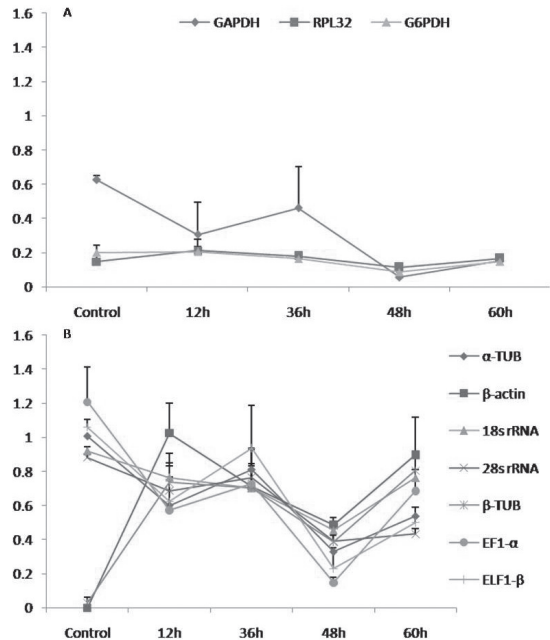 A
GAPDH RPL32 G6PDH
1.6
1.4
1.2
1
0.8
0.6
0.4
0.2
0
Control 12h 36h 48h 60h
B
1.6
1.4
1.2
1
0.8
0.6
0.4
0.2
0
Control 12h 36h 48h 60h
α-TUB
β-actin
18s rRNA
28s rRNA
β-TUB
EF1-α
ELF1-β